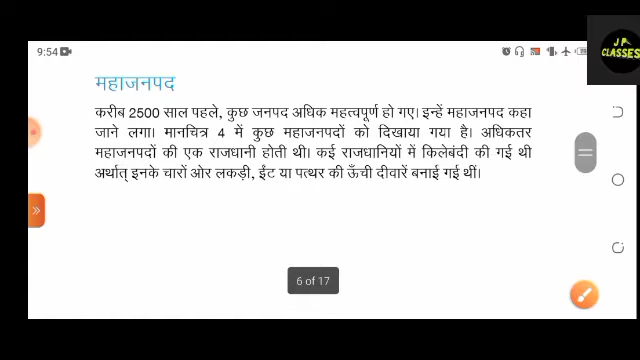 9:54
J P
CLASSES
महाजनपद
करीब 2500 साल पहले, कुछ जनपद अधिक महत्वपूर्ण हो गए। इन्हें महाजनपद कहा
जाने लगा। मानचित्र 4 में कुछ महाजनपदों को दिखाया गया है। अधिकतर
महाजनपदों की एक राजधानी होती थी। कई राजधानियों में किलेबंदी की गई थी
अर्थात् इनके चारों ओर लकड़ी, ईंट या पत्थर की ऊँची दीवारें बनाई गई थीं।
6 of 17